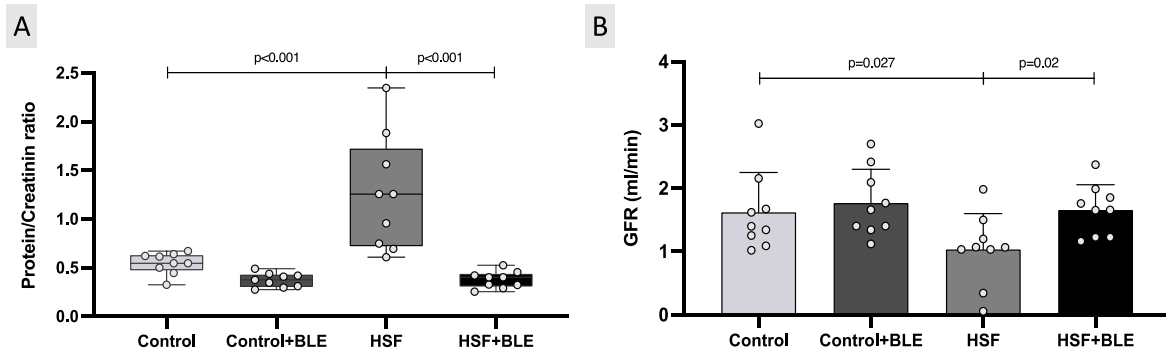 A
p<0.001 p<0.001
Protein/Creatinin ratio
2.5
2.0
1.5
1.0
0.5
0.0
Control Control+BLE HSF HSF+BLE
B
p=0.027 p=0.02
GFR (ml/min)
4
3
2
1
0
Control Control+BLE HSF HSF+BLE